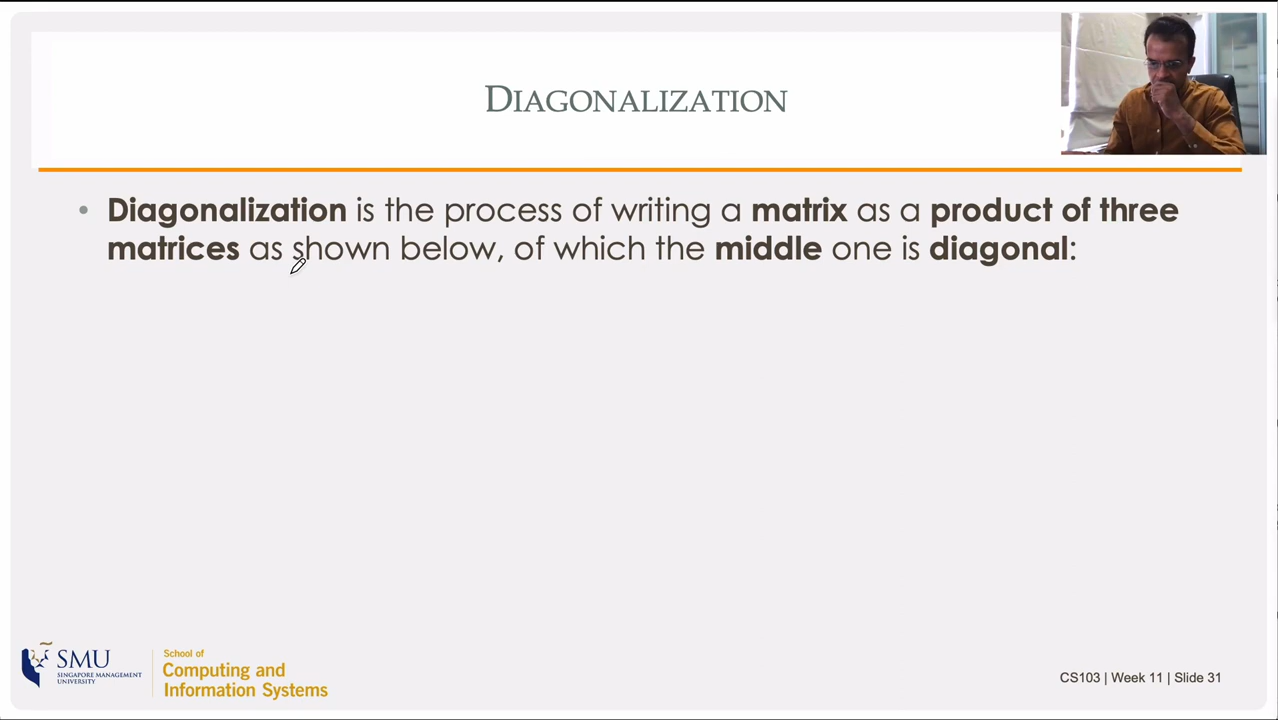 DIAGONALIZATION
• Diagonalization is the process of writing a matrix as a product of three
matrices as shown below, of which the middle one is diagonal:
SMU
SINGAPORE MANAGEMENT
UNIVERSITY
School of
Computing and
Information Systems
CS103 | Week 11 | Slide 31